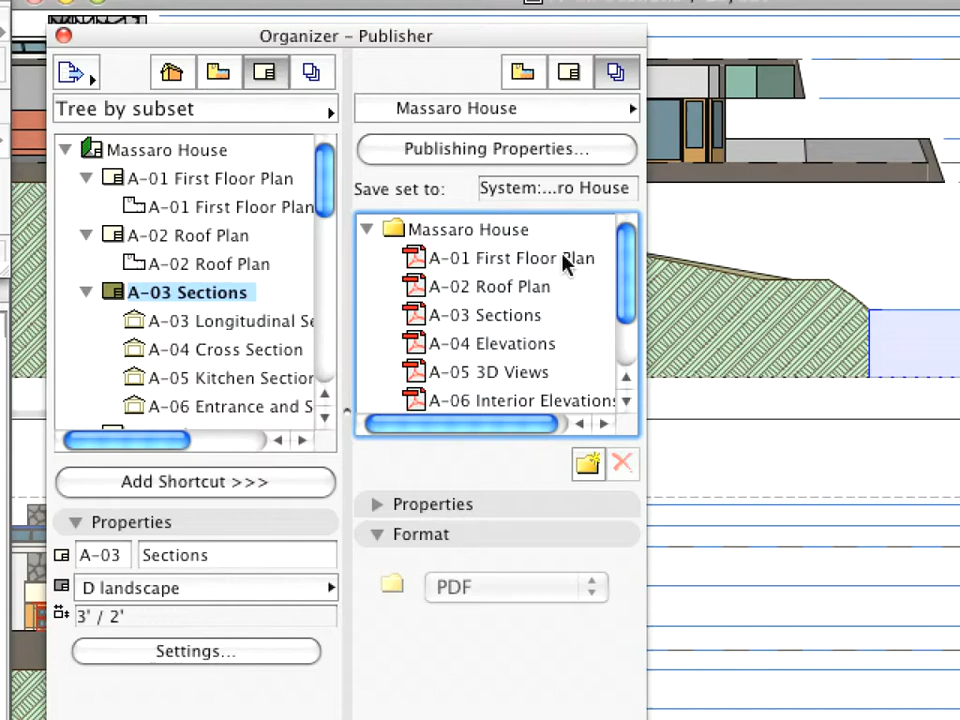 Organizer – Publisher
Tree by subset
Massaro House
A-01 First Floor Plan
A-01 First Floor Plan
A-02 Roof Plan
A-02 Roof Plan
A-03 Sections
A-03 Longitudinal Se
A-04 Cross Section
A-05 Kitchen Section
A-06 Entrance and S
Add Shortcut >>>
Properties
A-03 Sections
D landscape
3' / 2'
Settings...
Massaro House
Publishing Properties...
Save set to: System:...ro House
Massaro House
A-01 First Floor Plan
A-02 Roof Plan
A-03 Sections
A-04 Elevations
A-05 3D Views
A-06 Interior Elevations
Properties
Format
PDF